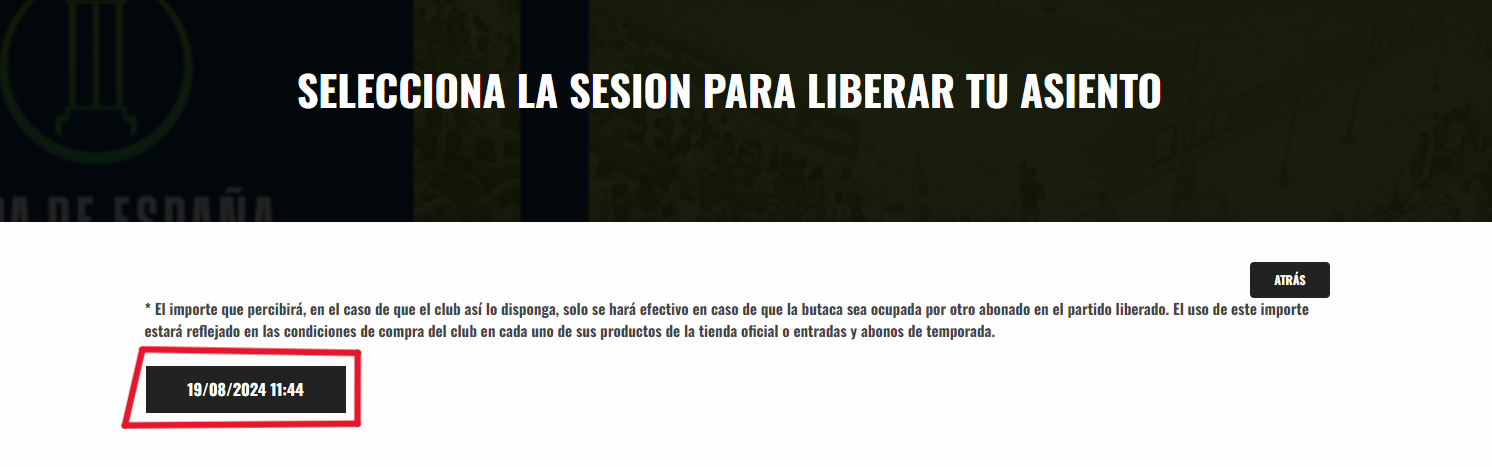 SELECCIONA LA SESION PARA LIBERAR TU ASIENTO
DE ESPAÑA
ATRÁS
* El importe que percibirá, en el caso de que el club así lo disponga, solo se hará efectivo en caso de que la butaca sea ocupada por otro abonado en el partido liberado. El uso de este importe
estará reflejado en las condiciones de compra del club en cada uno de sus productos de la tienda oficial o entradas y abonos de temporada.
19/08/2024 11:44